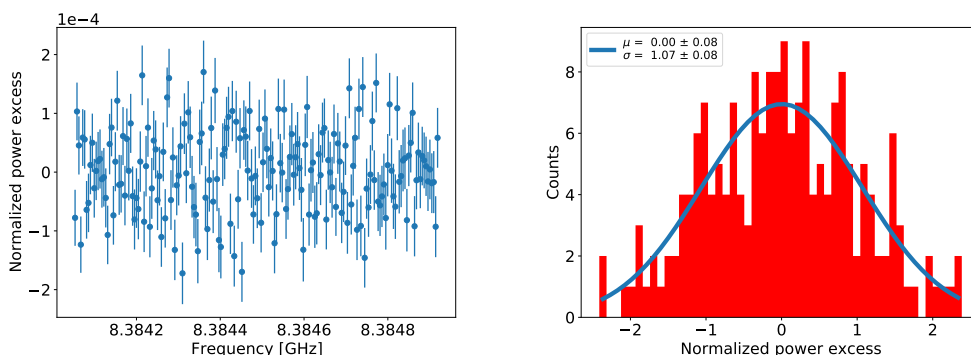 1e−4
Normalized power excess
2
1
0
−1
−2
8.3842
8.3844
8.3846
8.3848
Frequency [GHz]
μ = 0.00 ± 0.08
σ = 1.07 ± 0.08
Counts
8
6
4
2
0
−2
−1
0
1
2
Normalized power excess